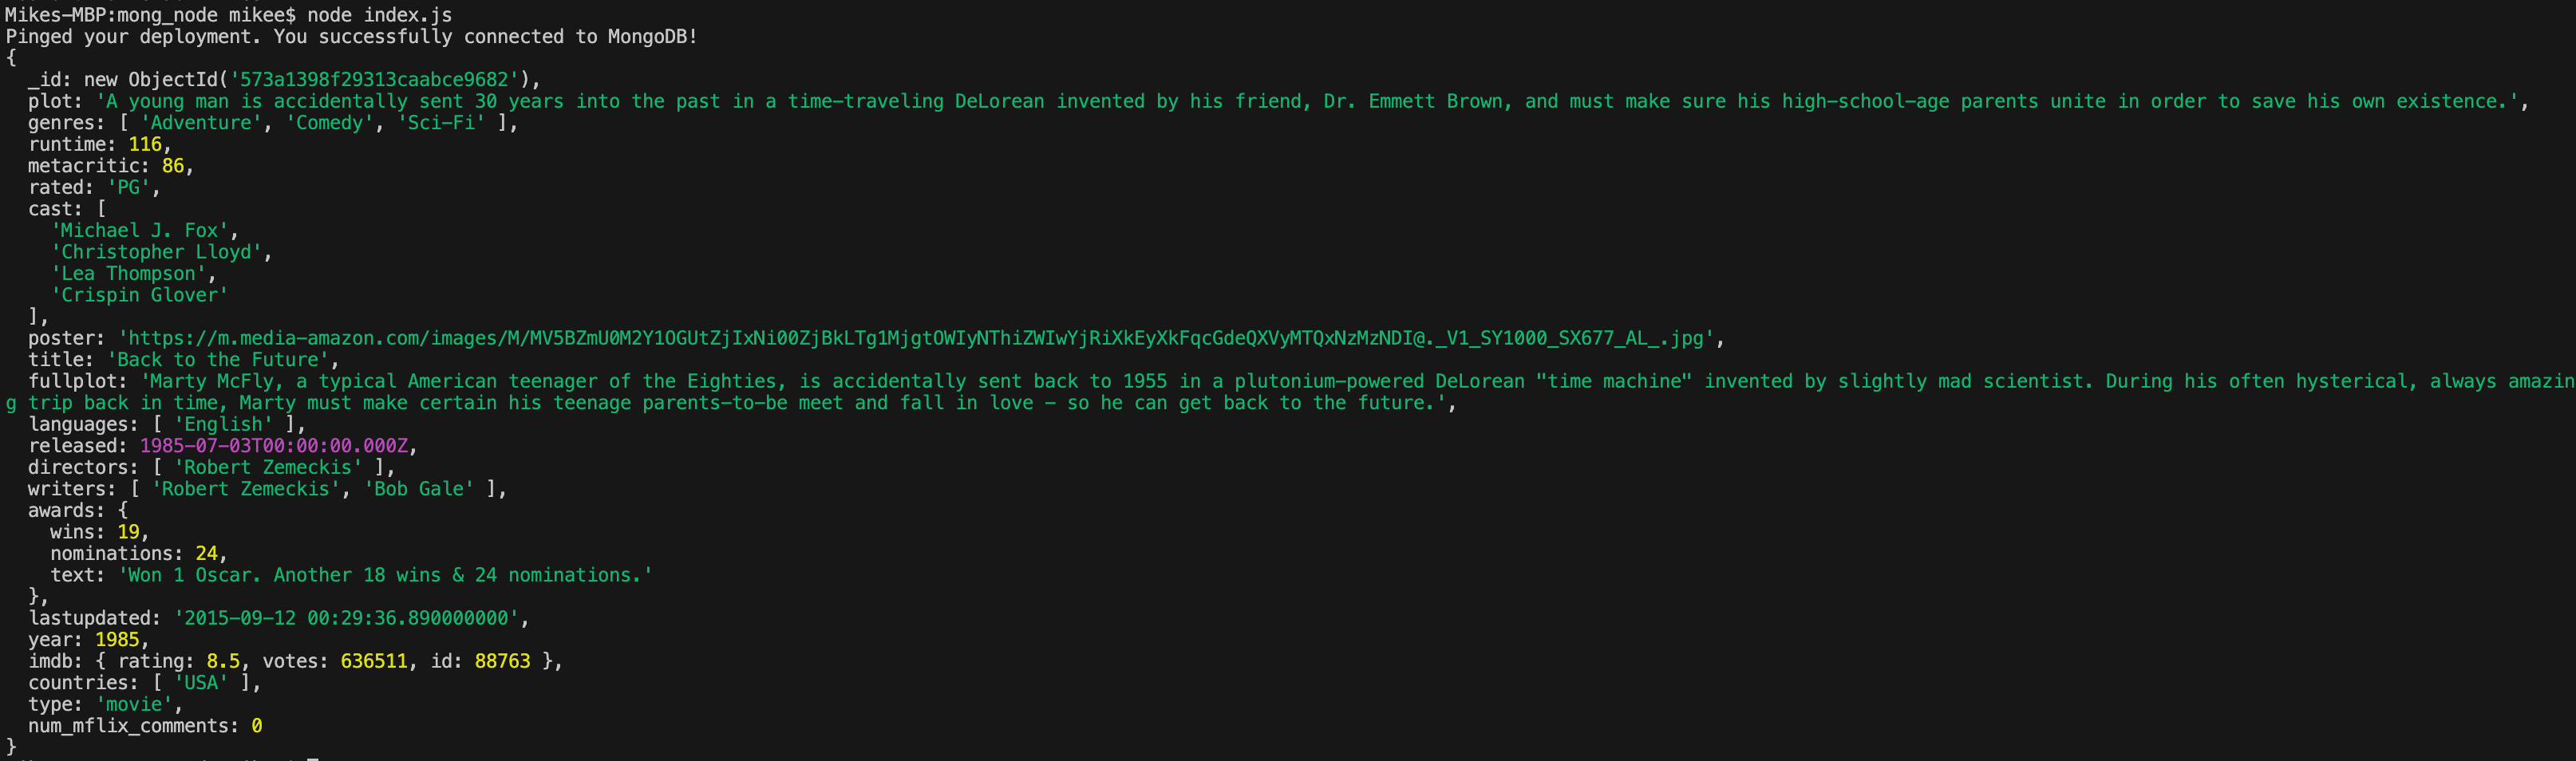 Mikes-MBP:mong_node mikee$ node index.js
Pinged your deployment. You successfully connected to MongoDB!
{
  _id: new ObjectId('573a1398f29313caabce9682'),
  plot: 'A young man is accidentally sent 30 years into the past in a time-traveling DeLorean invented by his friend, Dr. Emmett Brown, and must make sure his high-school-age parents unite in order to save his own existence.',
  genres: [ 'Adventure', 'Comedy', 'Sci-Fi' ],
  runtime: 116,
  metacritic: 86,
  rated: 'PG',
  cast: [
    'Michael J. Fox',
    'Christopher Lloyd',
    'Lea Thompson',
    'Crispin Glover'
  ],
  poster: 'https://m.media-amazon.com/images/M/MV5BZmU0M2Y1OGUtZjIxNi00ZjBkLTg1MjgtOWIyNThiZWIwYjRiXkEyXkFqcGdeQXVyMTQxNzMzNDI@._V1_SY1000_SX677_AL_.jpg',
  title: 'Back to the Future',
  fullplot: 'Marty McFly, a typical American teenager of the Eighties, is accidentally sent back to 1955 in a plutonium-powered DeLorean "time machine" invented by slightly mad scientist. During his often hysterical, always amazin
g trip back in time, Marty must make certain his teenage parents-to-be meet and fall in love - so he can get back to the future.',
  languages: [ 'English' ],
  released: 1985-07-03T00:00:00.000Z,
  directors: [ 'Robert Zemeckis' ],
  writers: [ 'Robert Zemeckis', 'Bob Gale' ],
  awards: {
    wins: 19,
    nominations: 24,
    text: 'Won 1 Oscar. Another 18 wins & 24 nominations.'
  },
  lastupdated: '2015-09-12 00:29:36.890000000',
  year: 1985,
  imdb: { rating: 8.5, votes: 636511, id: 88763 },
  countries: [ 'USA' ],
  type: 'movie',
  num_mflix_comments: 0
}